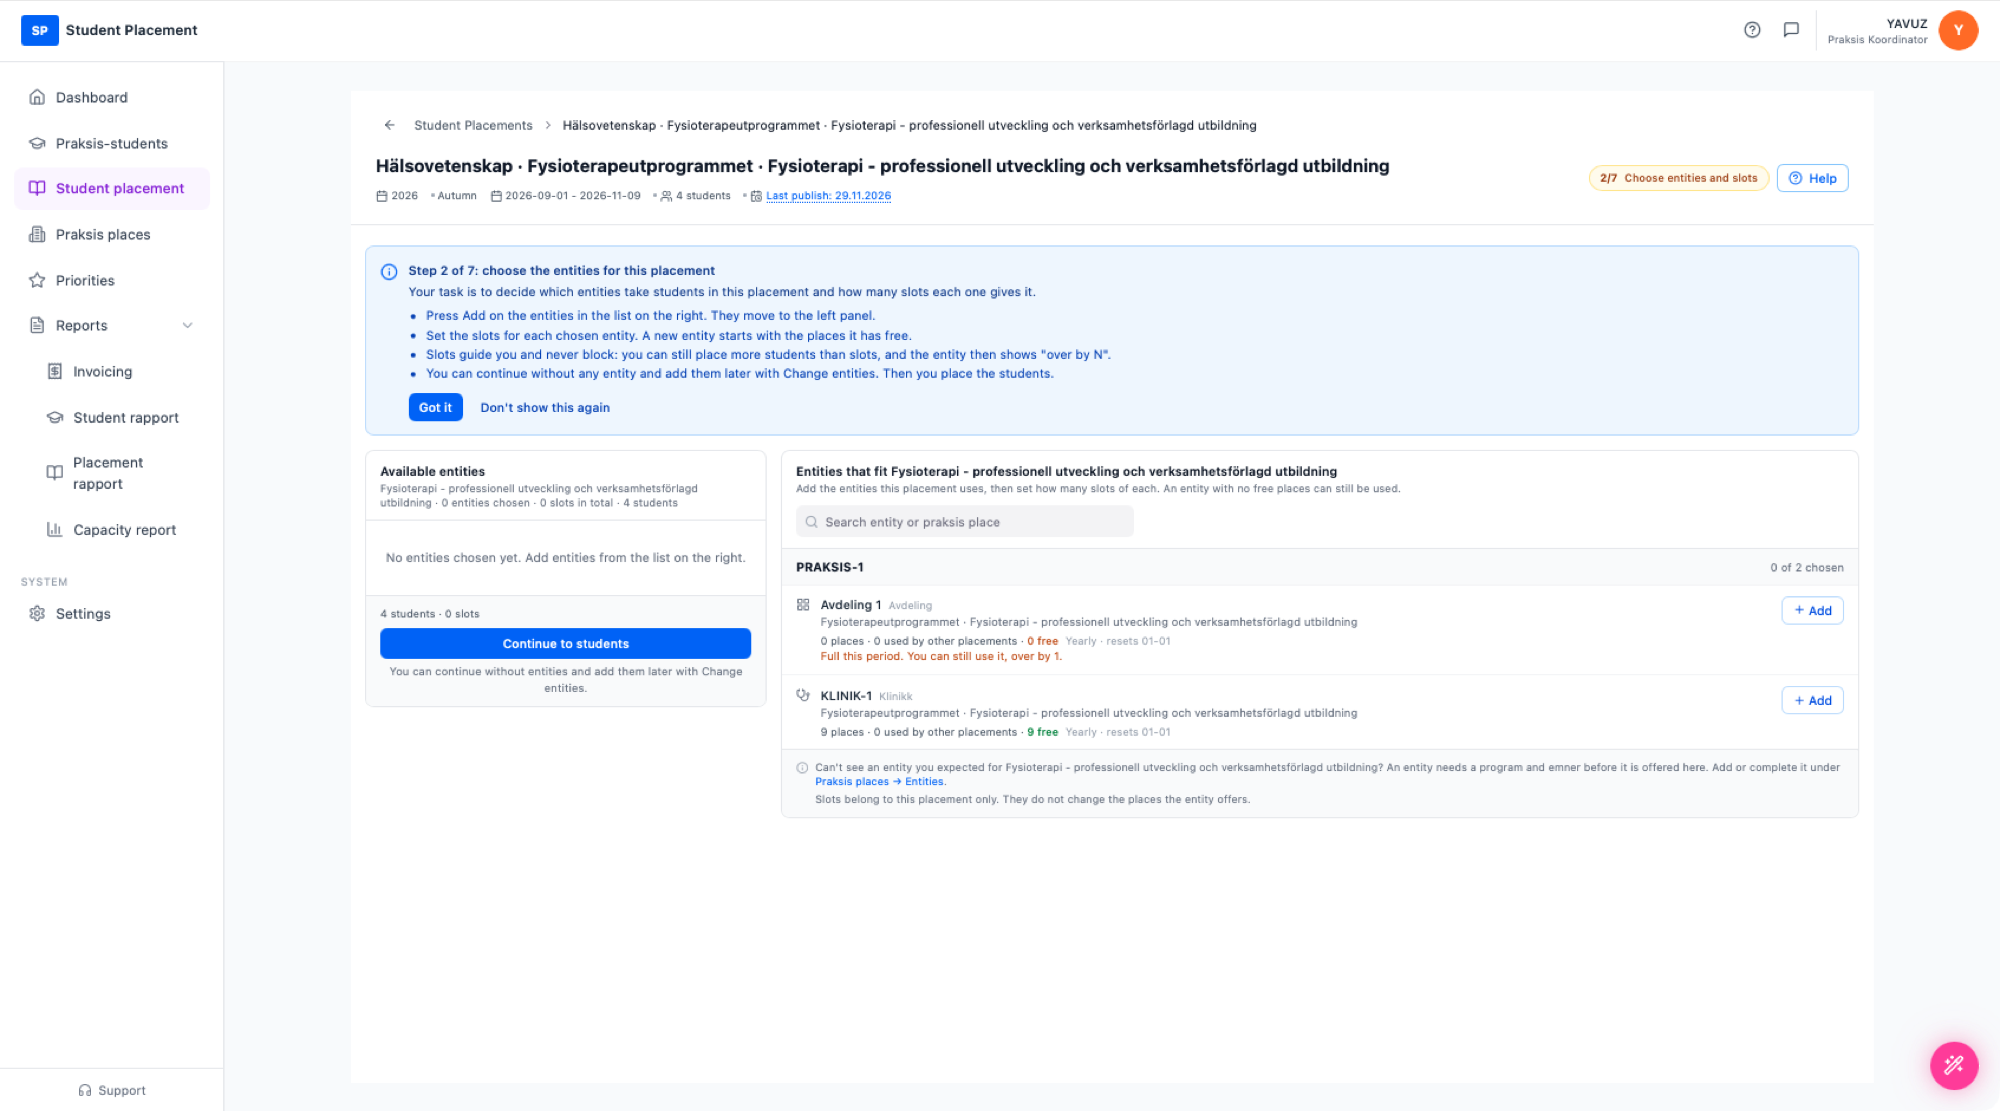 SP Student Placement
YAVUZ
Praksis Koordinator
Y
Dashboard
Praksis-students
Student placement
Praksis places
Priorities
Reports
Invoicing
Student rapport
Placement
rapport
Capacity report
SYSTEM
Settings
Support
Student Placements > Hälsovetenskap · Fysioterapeutprogrammet · Fysioterapi - professionell utveckling och verksamhetsförlagd utbildning
Hälsovetenskap · Fysioterapeutprogrammet · Fysioterapi - professionell utveckling och verksamhetsförlagd utbildning
2026 • Autumn 2026-09-01 - 2026-11-09 • 4 students • Last publish: 29.11.2026
2/7 Choose entities and slots
Help
Step 2 of 7: choose the entities for this placement
Your task is to decide which entities take students in this placement and how many slots each one gives it.
• Press Add on the entities in the list on the right. They move to the left panel.
• Set the slots for each chosen entity. A new entity starts with the places it has free.
• Slots guide you and never block: you can still place more students than slots, and the entity then shows "over by N".
• You can continue without any entity and add them later with Change entities. Then you place the students.
Got it
Don't show this again
Available entities
Fysioterapi - professionell utveckling och verksamhetsförlagd
utbildning · 0 entities chosen · 0 slots in total · 4 students
No entities chosen yet. Add entities from the list on the right.
4 students · 0 slots
Continue to students
You can continue without entities and add them later with Change
entities.
Entities that fit Fysioterapi - professionell utveckling och verksamhetsförlagd utbildning
Add the entities this placement uses, then set how many slots of each. An entity with no free places can still be used.
Search entity or praksis place
PRAKSIS-1
0 of 2 chosen
Avdeling 1 Avdeling
Fysioterapeutprogrammet · Fysioterapi - professionell utveckling och verksamhetsförlagd utbildning
0 places · 0 used by other placements · 0 free Yearly · resets 01-01
Full this period. You can still use it, over by 1.
+ Add
KLINIK-1 Klinikk
Fysioterapeutprogrammet · Fysioterapi - professionell utveckling och verksamhetsförlagd utbildning
9 places · 0 used by other placements · 9 free Yearly · resets 01-01
+ Add
Can't see an entity you expected for Fysioterapi - professionell utveckling och verksamhetsförlagd utbildning? An entity needs a program and emner before it is offered here. Add or complete it under
Praksis places → Entities.
Slots belong to this placement only. They do not change the places the entity offers.